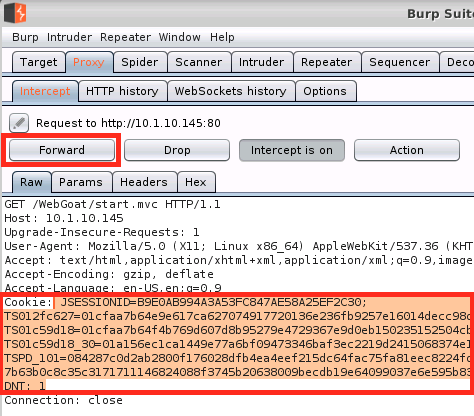 Burp Suite
Burp Intruder Repeater Window Help
Target Proxy Spider Scanner Intruder Repeater Sequencer Deco
Intercept HTTP history WebSockets history Options
Request to http://10.1.10.145:80
Forward Drop Intercept is on Action
Raw Params Headers Hex
GET /WebGoat/start.mvc HTTP/1.1
Host: 10.1.10.145
Upgrade-Insecure-Requests: 1
User-Agent: Mozilla/5.0 (X11; Linux x86_64) AppleWebKit/537.36 (KHT
Accept: text/html,application/xhtml+xml,application/xml;q=0.9,image
Accept-Encoding: gzip, deflate
Accept-Language: en-US,en;q=0.9
Cookie: JSESSIONID=B9E0AB994A3A53FC847AE58A25EF2C30;
TS012fc627=01cfaa7b64e9e617ca627074917720136e236fb9257e16014decc98c
TS01c59d18=01cfaa7b64f4b769d607d8b95279e4729367e9d0eb150235152504cb
TS01c59d18_30=01a156ec1ca1449e77a6bf09473346baf3ec2219d2415068374e1
TSPD_101=084287c0d2ab2800f176028dfb4ea4eef215dc64fac75fa81eec8224fc
7b63b0c8c35c3171711146824088f3745b20638009becdb19e64099037e6e595b83
DNT: 1
Connection: close